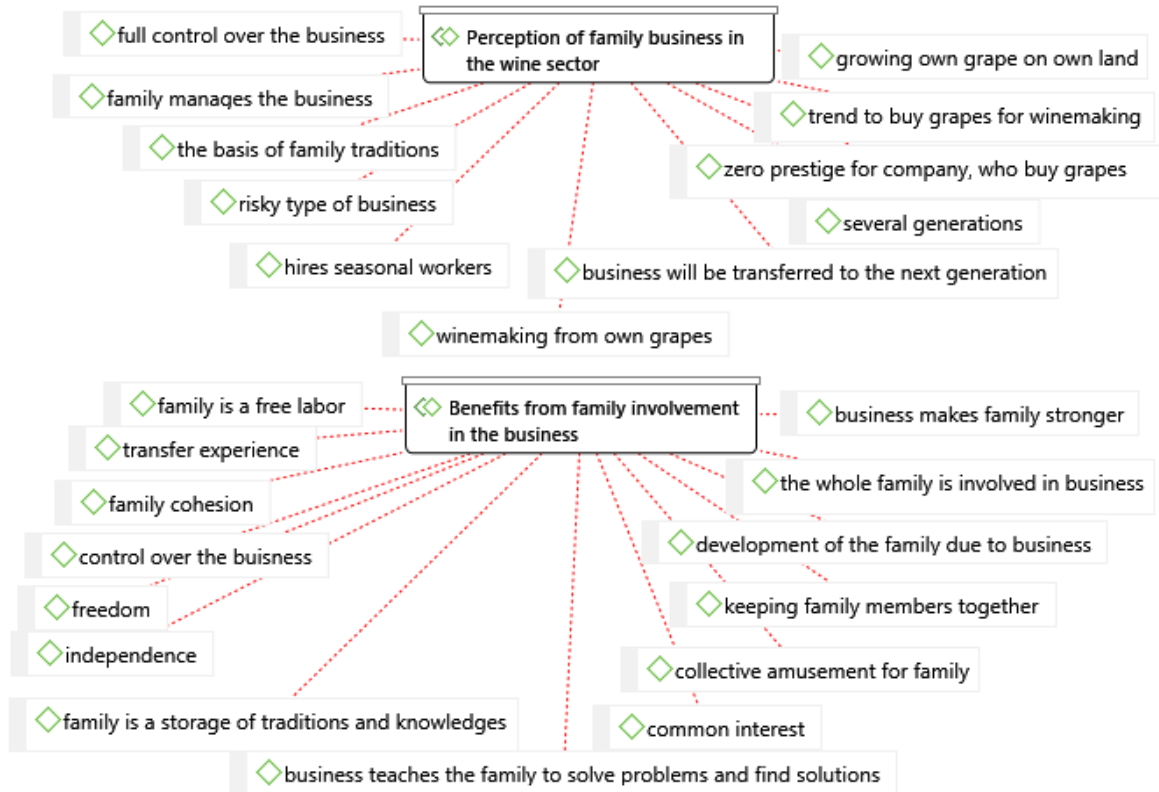 full control over the business
Perception of family business in
the wine sector
growing own grape on own land
family manages the business
trend to buy grapes for winemaking
the basis of family traditions
zero prestige for company, who buy grapes
risky type of business
several generations
hires seasonal workers
business will be transferred to the next generation
winemaking from own grapes
family is a free labor
Benefits from family involvement
in the business
business makes family stronger
transfer experience
the whole family is involved in business
family cohesion
development of the family due to business
control over the buisness
keeping family members together
freedom
independence
collective amusement for family
family is a storage of traditions and knowledges
common interest
business teaches the family to solve problems and find solutions